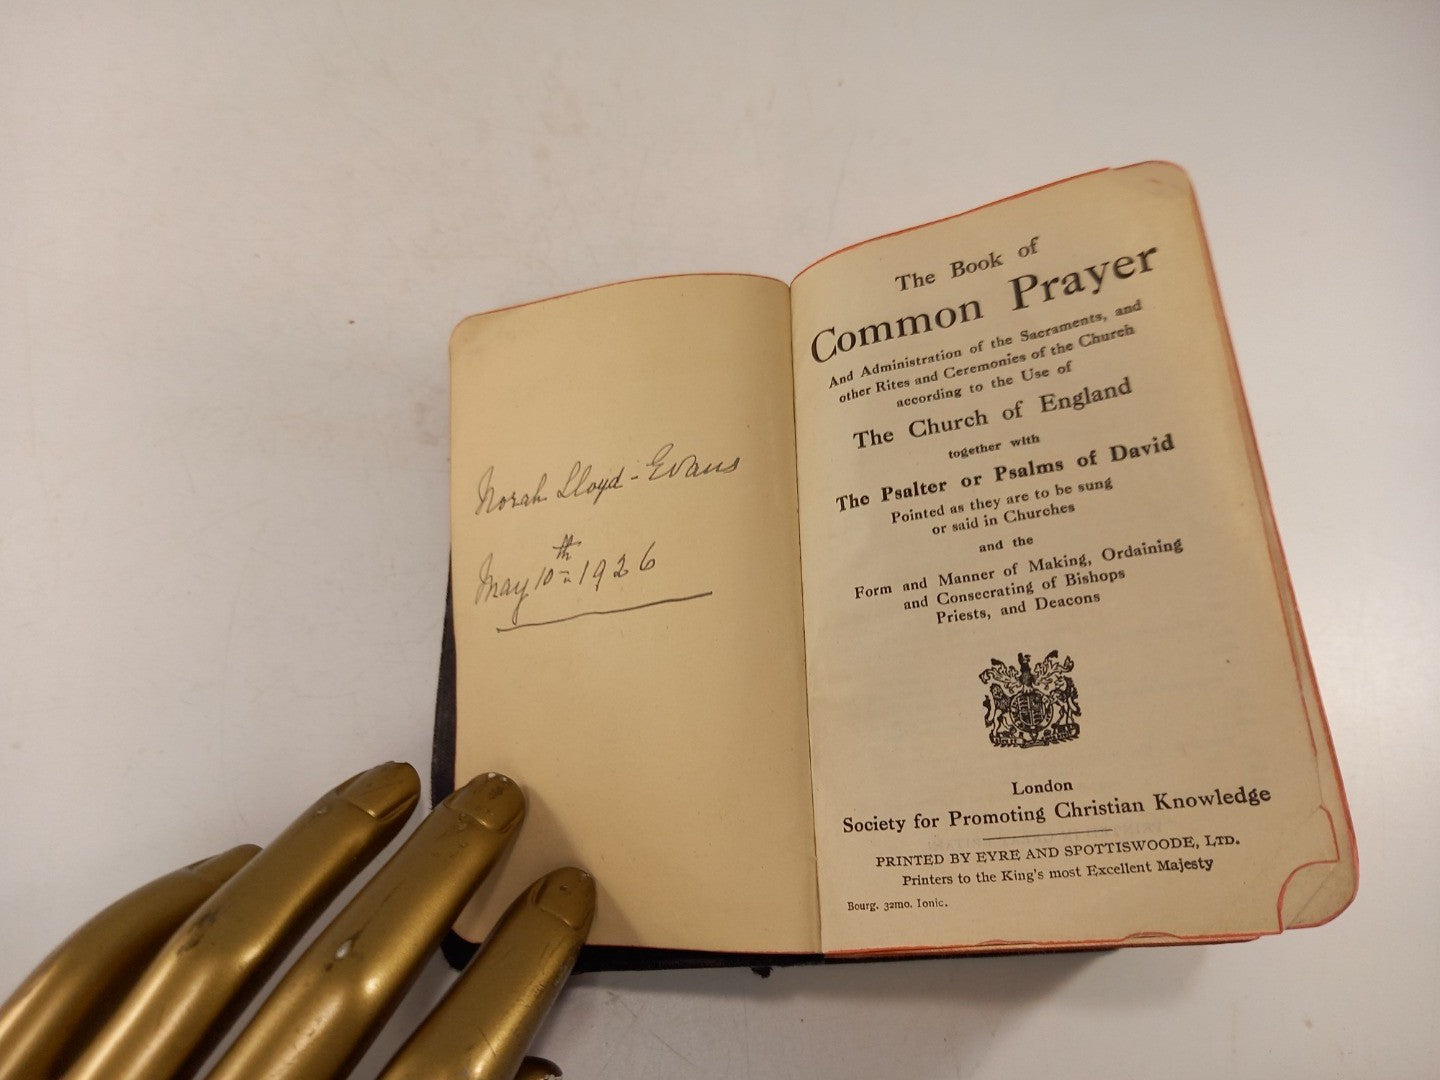 Norah Lloyd-Evans
May 10th 1926
The Book of
Common Prayer
And Administration of the Sacraments, and
other Rites and Ceremonies of the Church
according to the Use of
The Church of England
together with
The Psalter or Psalms of David
Pointed as they are to be sung
or said in Churches
and the
Form and Manner of Making, Ordaining
and Consecrating of Bishops
Priests, and Deacons
London
Society for Promoting Christian Knowledge
PRINTED BY EYRE AND SPOTTISWOODE, LTD.
Printers to the King's most Excellent Majesty
Bourg. 32mo. Ionic.